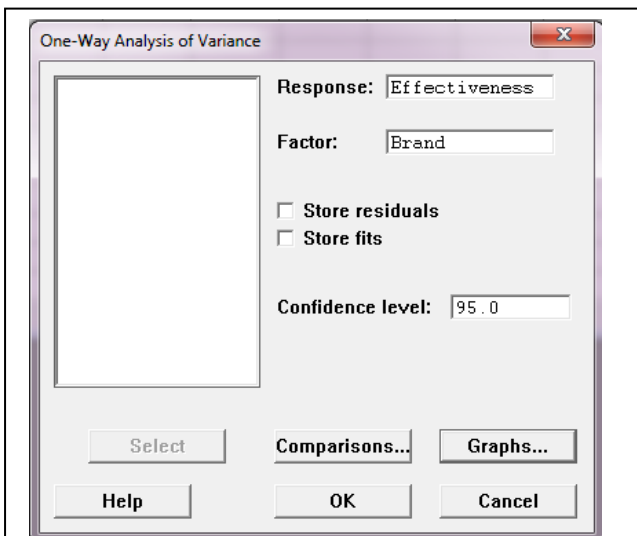 One-Way Analysis of Variance
Response: Effectiveness
Factor: Brand
Store residuals
Store fits
Confidence level: 95.0
Select Comparisons... Graphs...
Help OK Cancel